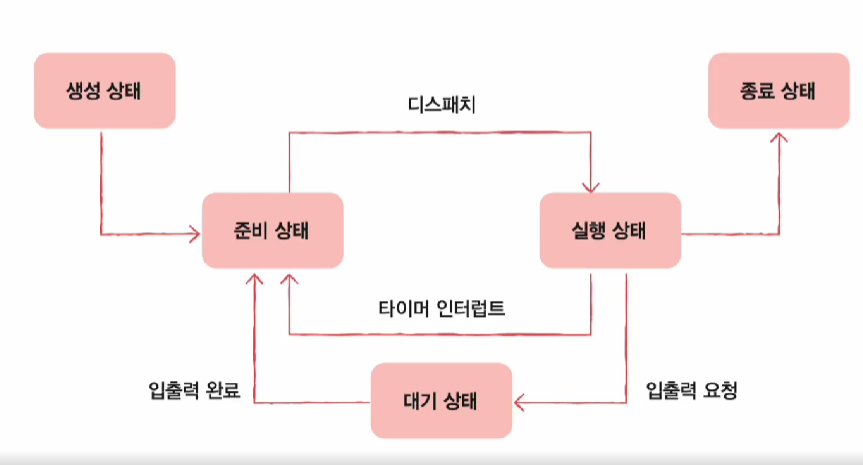 생성 상태
종료 상태
디스패치
준비 상태
실행 상태
타이머 인터럽트
입출력 완료
대기 상태
입출력 요청